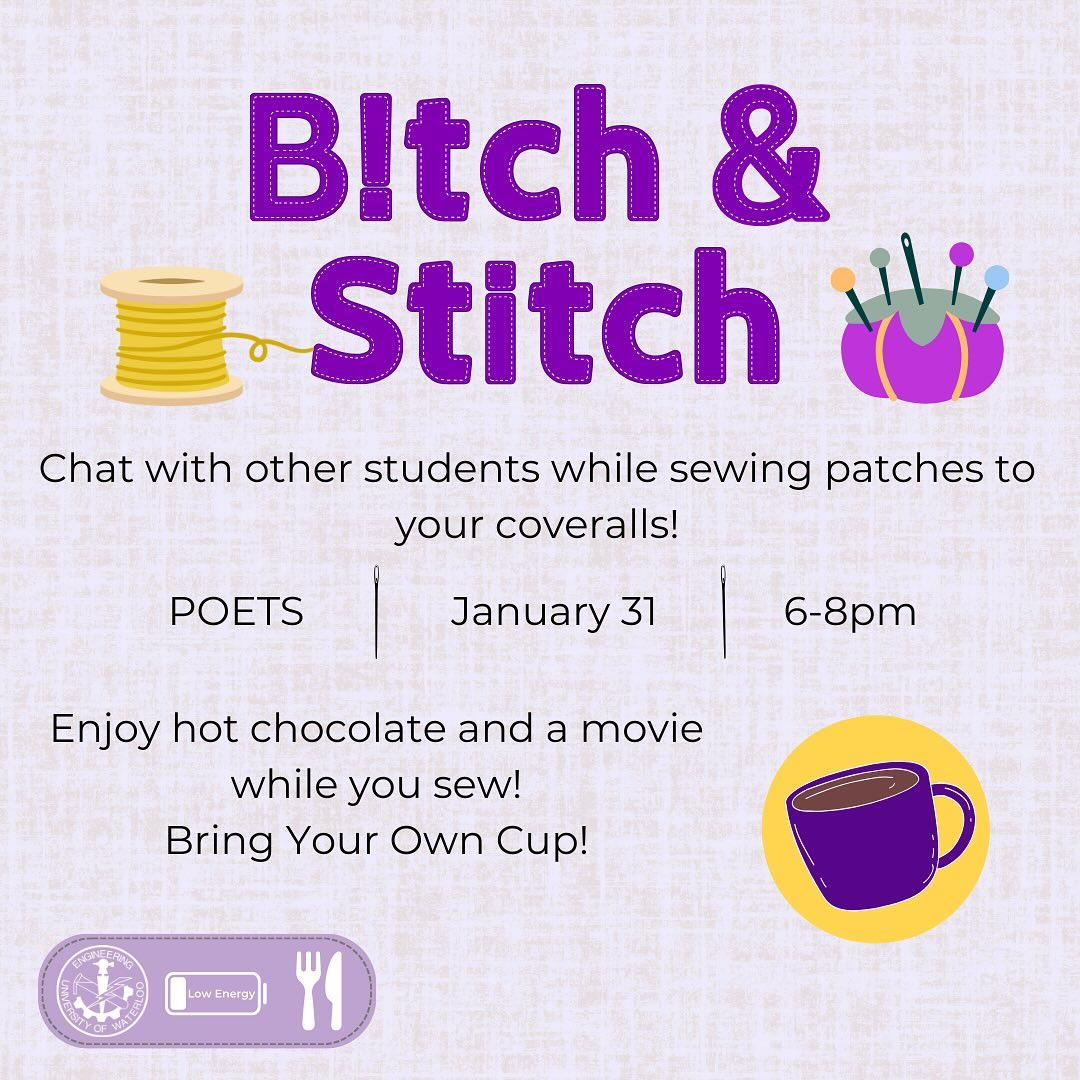 B!tch &
Stitch
Chat with other students while sewing patches to
your coveralls!
POETS January 31 6-8pm
Enjoy hot chocolate and a movie
while you sew!
Bring Your Own Cup!
ENGINEERING
UNIVERSITY OF WATERLOO
Low Energy